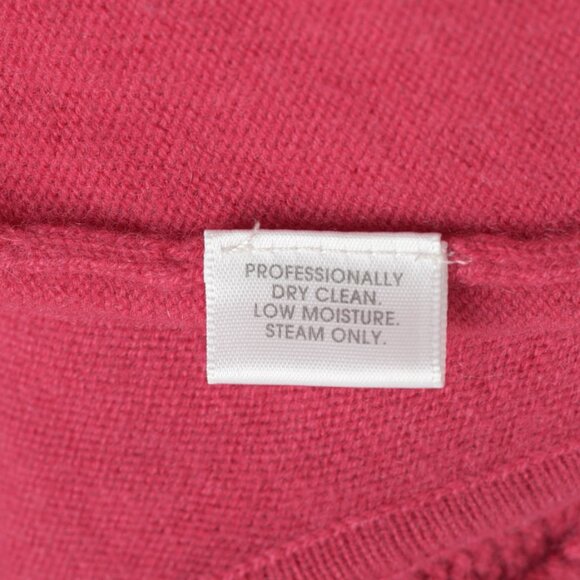 PROFESSIONALLY
DRY CLEAN.
LOW MOISTURE.
STEAM ONLY.